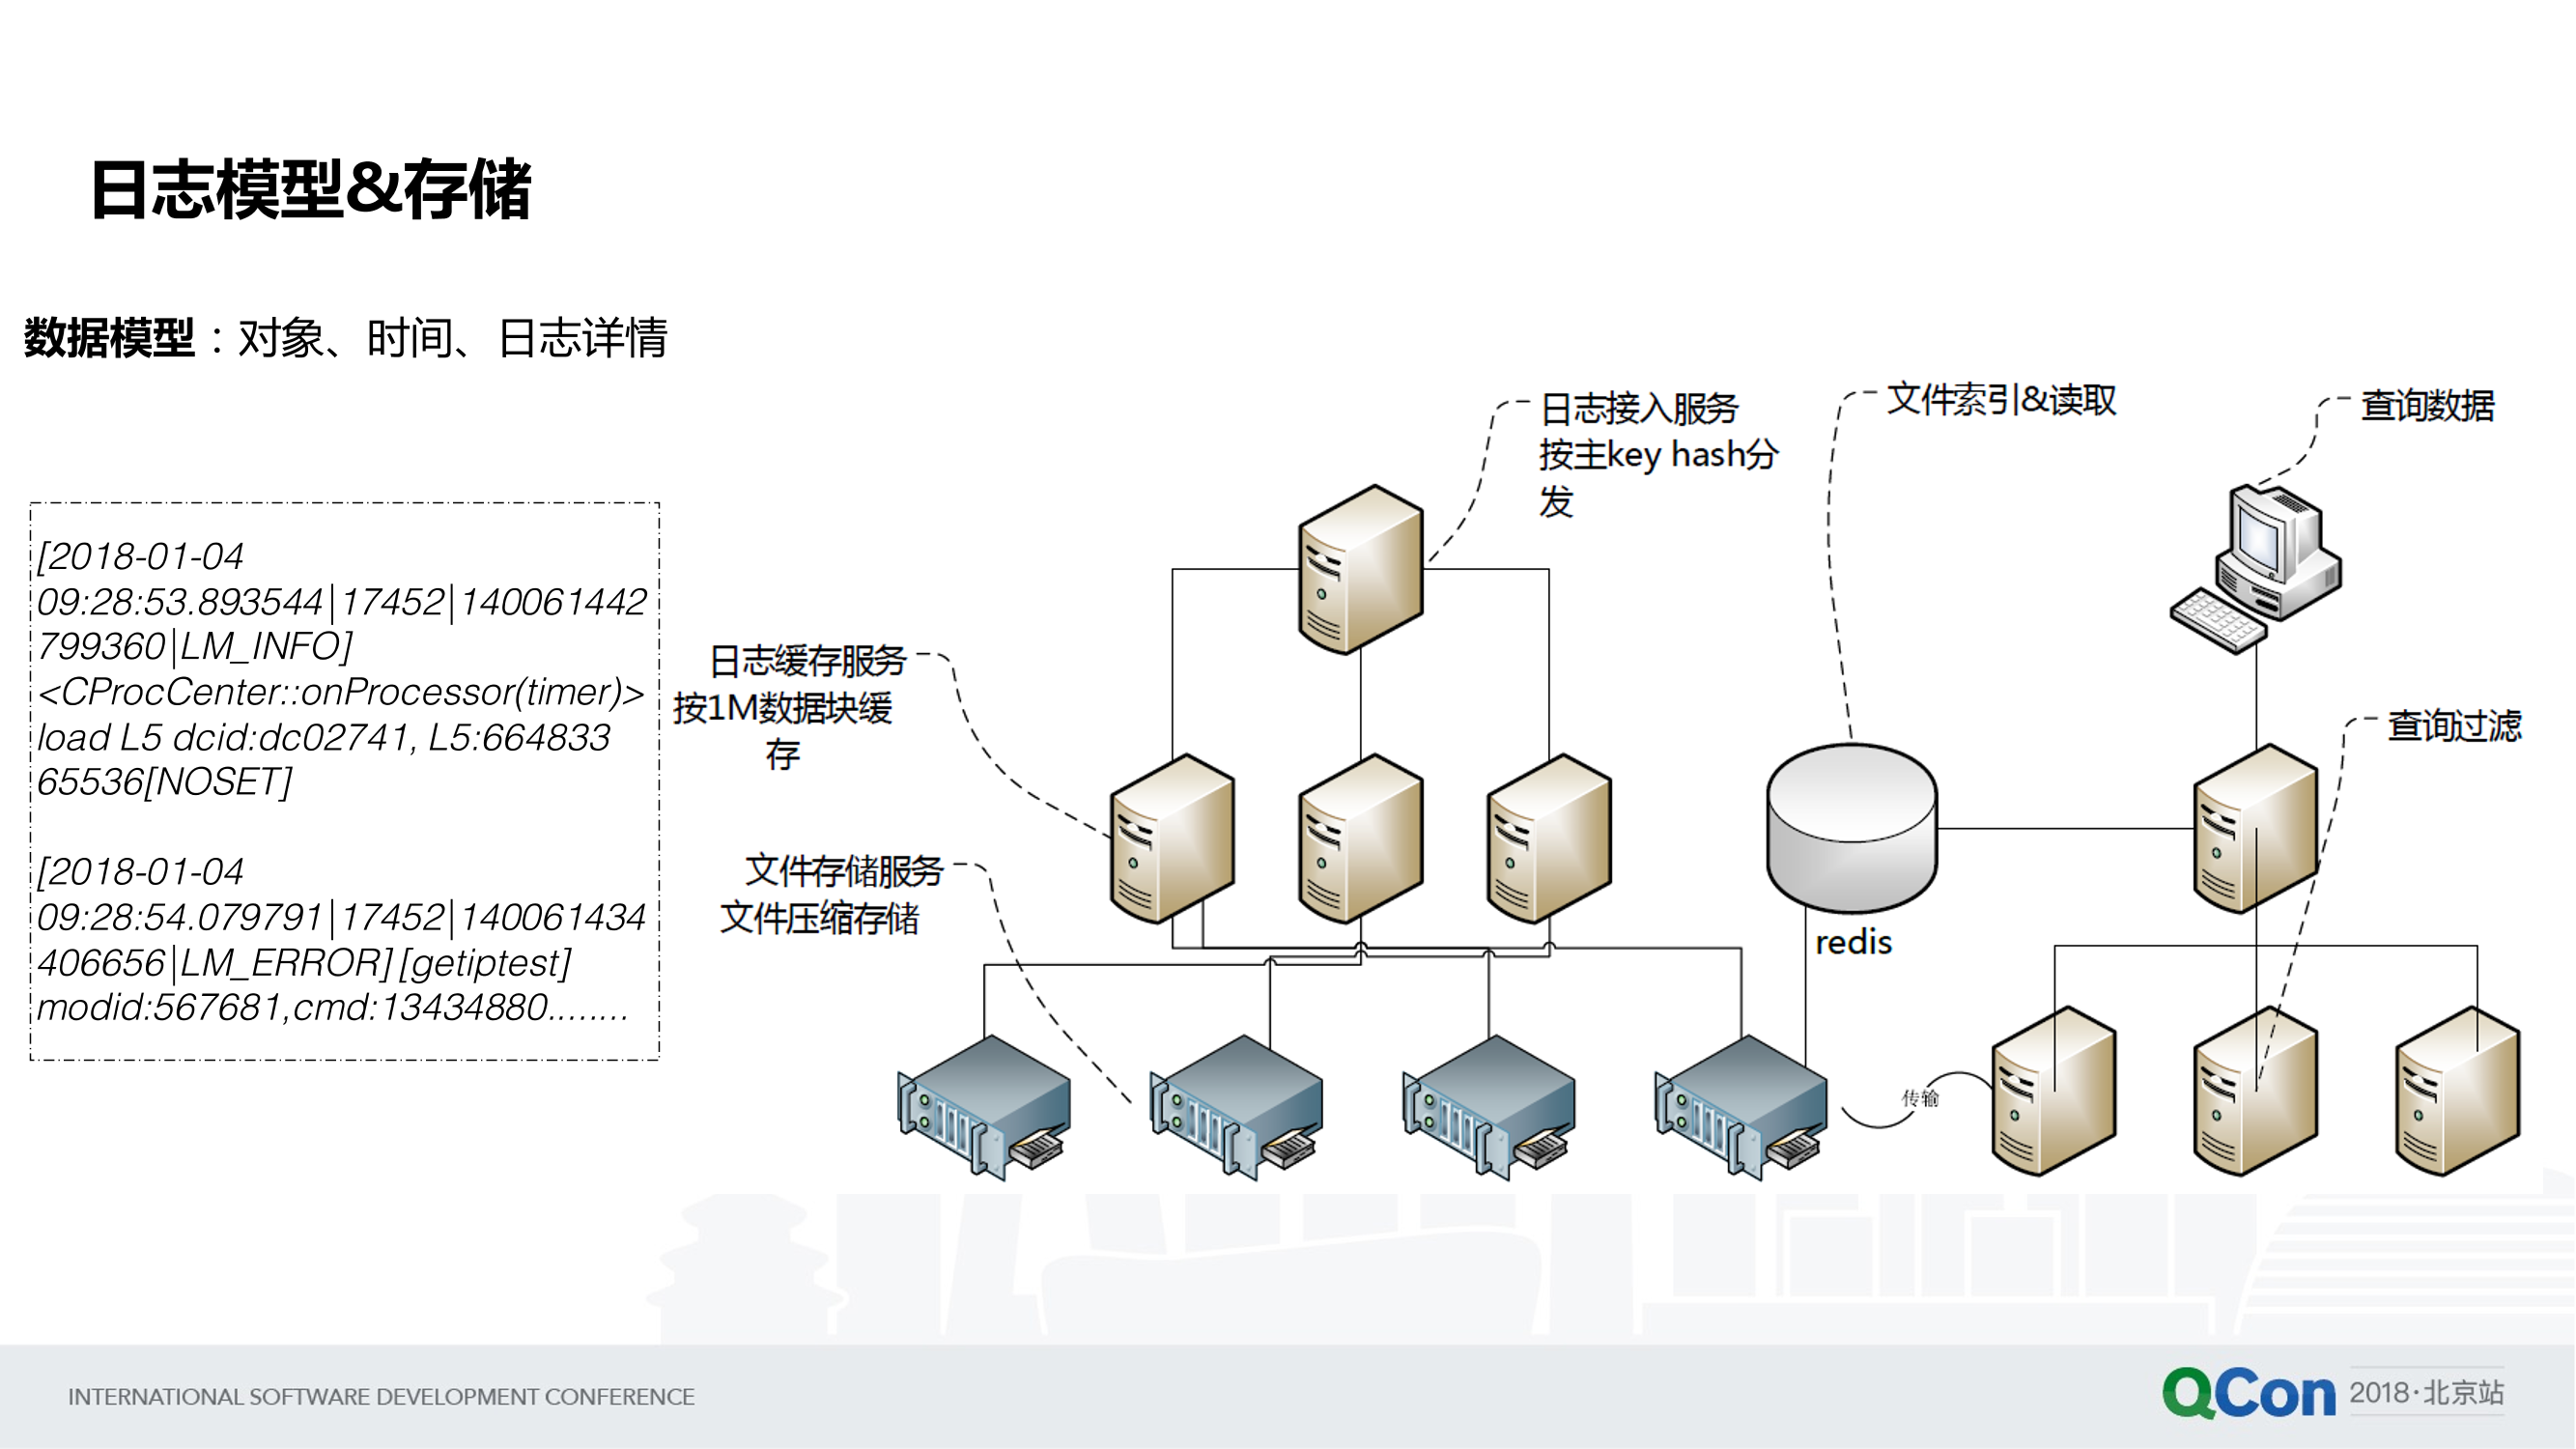 日志模型&存储
数据模型：对象、时间、日志详情
[2018-01-04
09:28:53.893544|17452|140061442
799360|LM_INFO]
<CProcCenter::onProcessor(timer)>
load L5 dcid:dc02741, L5:664833
65536[NOSET]
[2018-01-04
09:28:54.079791|17452|140061434
406656|LM_ERROR] [getiptest]
modid:567681,cmd:13434880........
日志接入服务
按主key hash分
发
文件索引&读取
查询数据
日志缓存服务
按1M数据块缓
存
查询过滤
文件存储服务
文件压缩存储
redis
传输
INTERNATIONAL SOFTWARE DEVELOPMENT CONFERENCE
QCon 2018·北京站